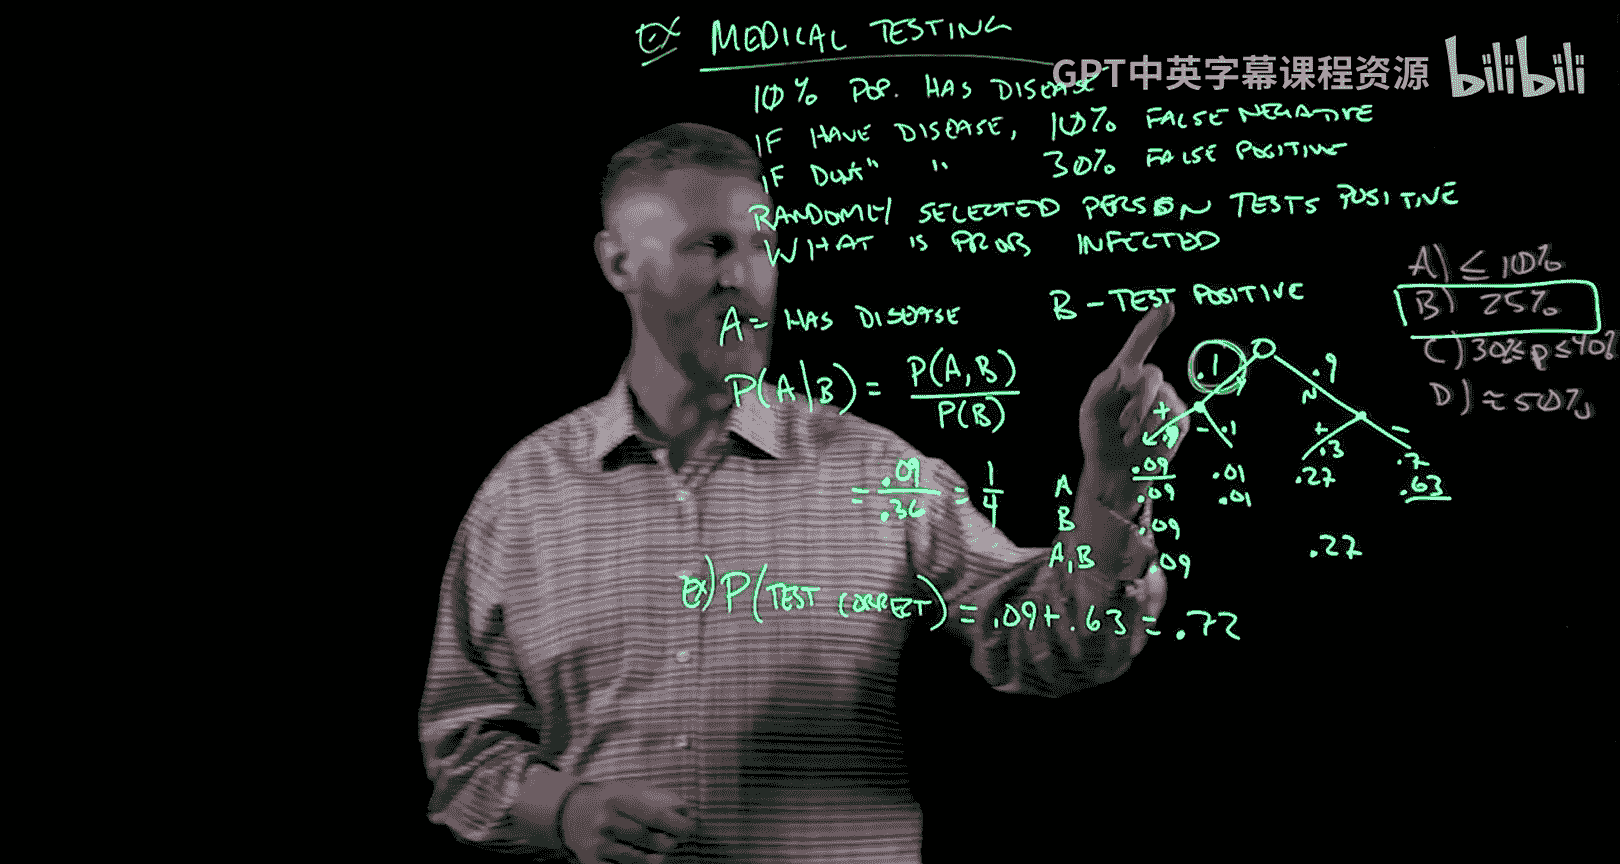 EX MEDICAL TESTING
GPT中英字幕课程资源 bilibili
10% POP. HAS DISEASE
IF HAVE DISEASE, 10% FALSE NEGATIVE
IF DON'T " 30% FALSE POSITIVE
RANDOMLY SELECTED PERSON TESTS POSITIVE
WHAT IS PROB INFECTED
A) ≤ 10%
B) 25%
C) 30% ≤ P ≤ 40%
D) ≈ 50%
A = HAS DISEASE B - TEST POSITIVE
P(A|B) = P(A,B) / P(B)
= .09 / .36 = 1/4
.1 .9
Y N
+ - + -
.9 .1 .3 .7
.09 .01 .27 .63
A .09 .01
B .09 .27
A,B .09
EX) P(TEST CORRECT) = .09 + .63 = .72